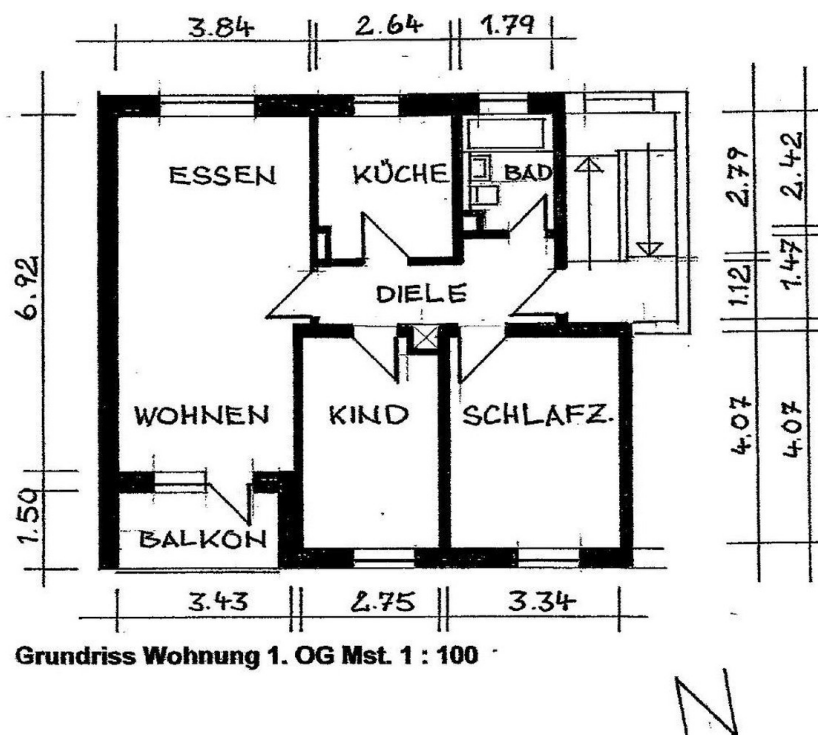 3.84 2.64 1.79
ESSEN KÜCHE BAD
2.79 2.42
6.92
DIELE
1.12 1.47
WOHNEN KIND SCHLAFZ.
4.07 4.07
1.50
BALKON
3.43 2.75 3.34
Grundriss Wohnung 1. OG Mst. 1 : 100
N